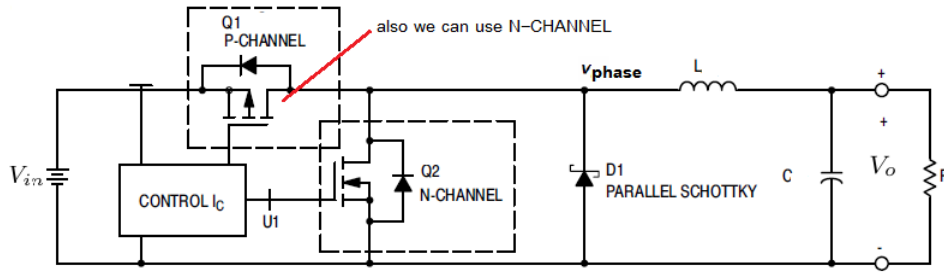 Q1
P-CHANNEL
also we can use N-CHANNEL
vphase
L
+
+
Vin
CONTROL IC
U1
Q2
N-CHANNEL
D1
PARALLEL SCHOTTKY
C
Vo
R
-